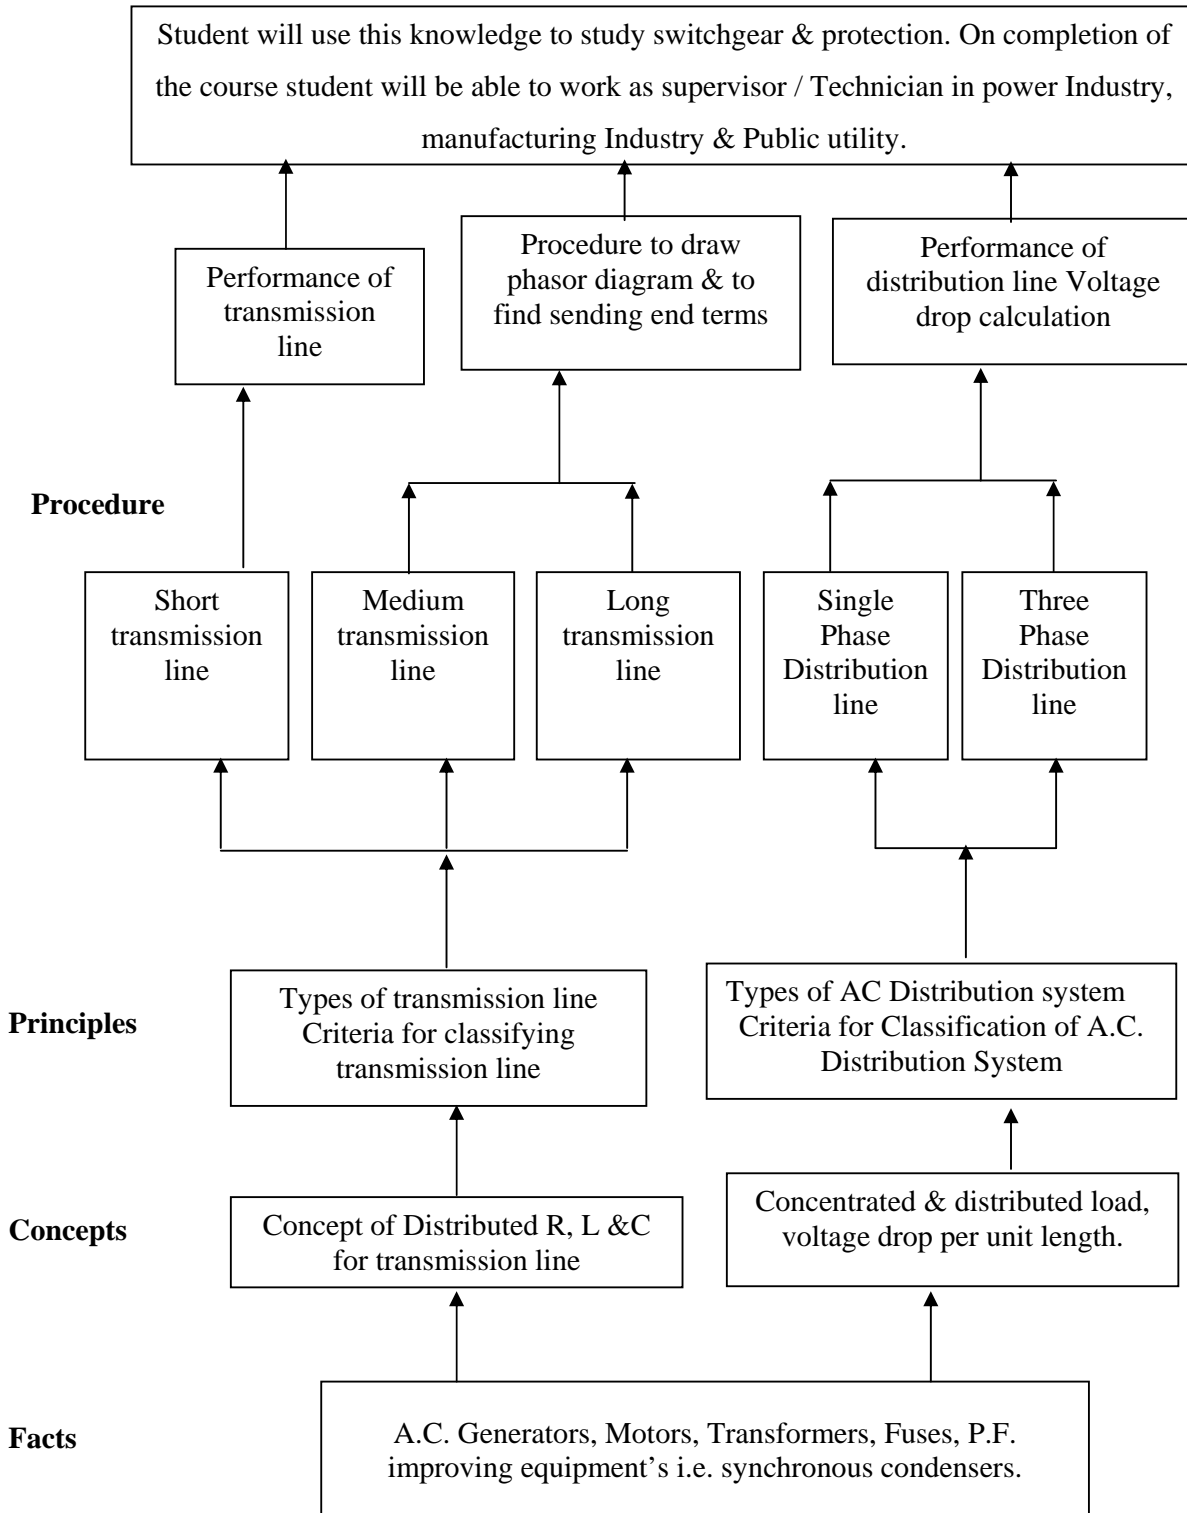 Student will use this knowledge to study switchgear & protection. On completion of
the course student will be able to work as supervisor / Technician in power Industry,
manufacturing Industry & Public utility.
Performance of
transmission
line
Procedure to draw
phasor diagram & to
find sending end terms
Performance of
distribution line Voltage
drop calculation
Procedure
Short
transmission
line
Medium
transmission
line
Long
transmission
line
Single
Phase
Distribution
line
Three
Phase
Distribution
line
Principles
Types of transmission line
Criteria for classifying
transmission line
Types of AC Distribution system
Criteria for Classification of A.C.
Distribution System
Concepts
Concept of Distributed R, L &C
for transmission line
Concentrated & distributed load,
voltage drop per unit length.
Facts
A.C. Generators, Motors, Transformers, Fuses, P.F.
improving equipment's i.e. synchronous condensers.